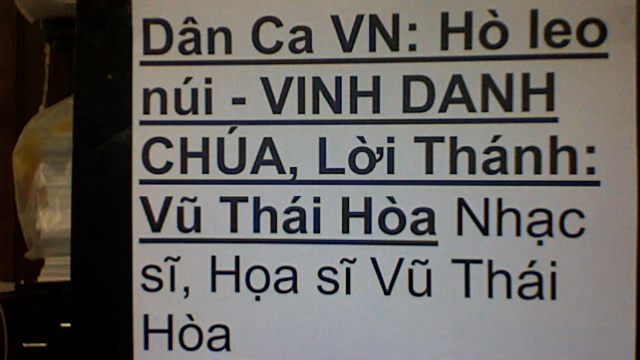 Dân Ca VN: Hò leo
núi - VINH DANH
CHÚA, Lời Thánh:
Vũ Thái Hòa Nhạc
sĩ, Họa sĩ Vũ Thái
Hòa